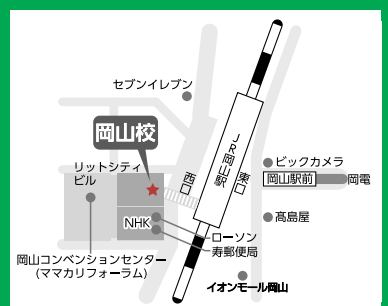 セブンイレブン
岡山校
リットシティ
ビル
JR岡山駅
西口
東口
ビックカメラ
岡山駅前
岡電
髙島屋
NHK
ローソン
寿郵便局
岡山コンベンションセンター
(ママカリフォーラム)
イオンモール岡山